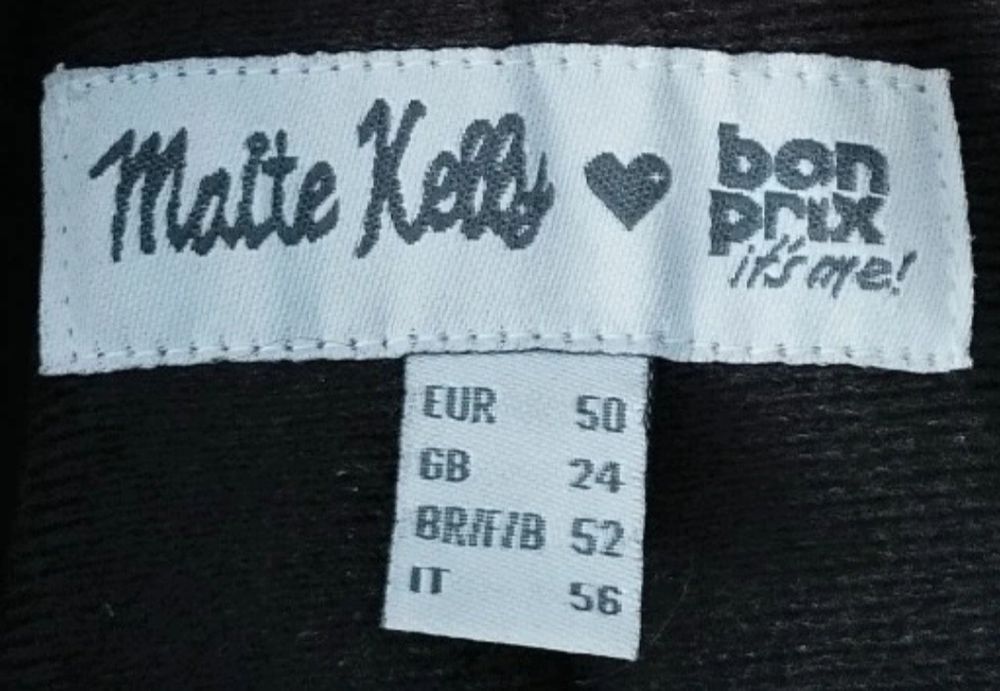 Maite Kelly ♥ bon prix
it's me!
EUR 50
GB 24
BR/F/B 52
IT 56